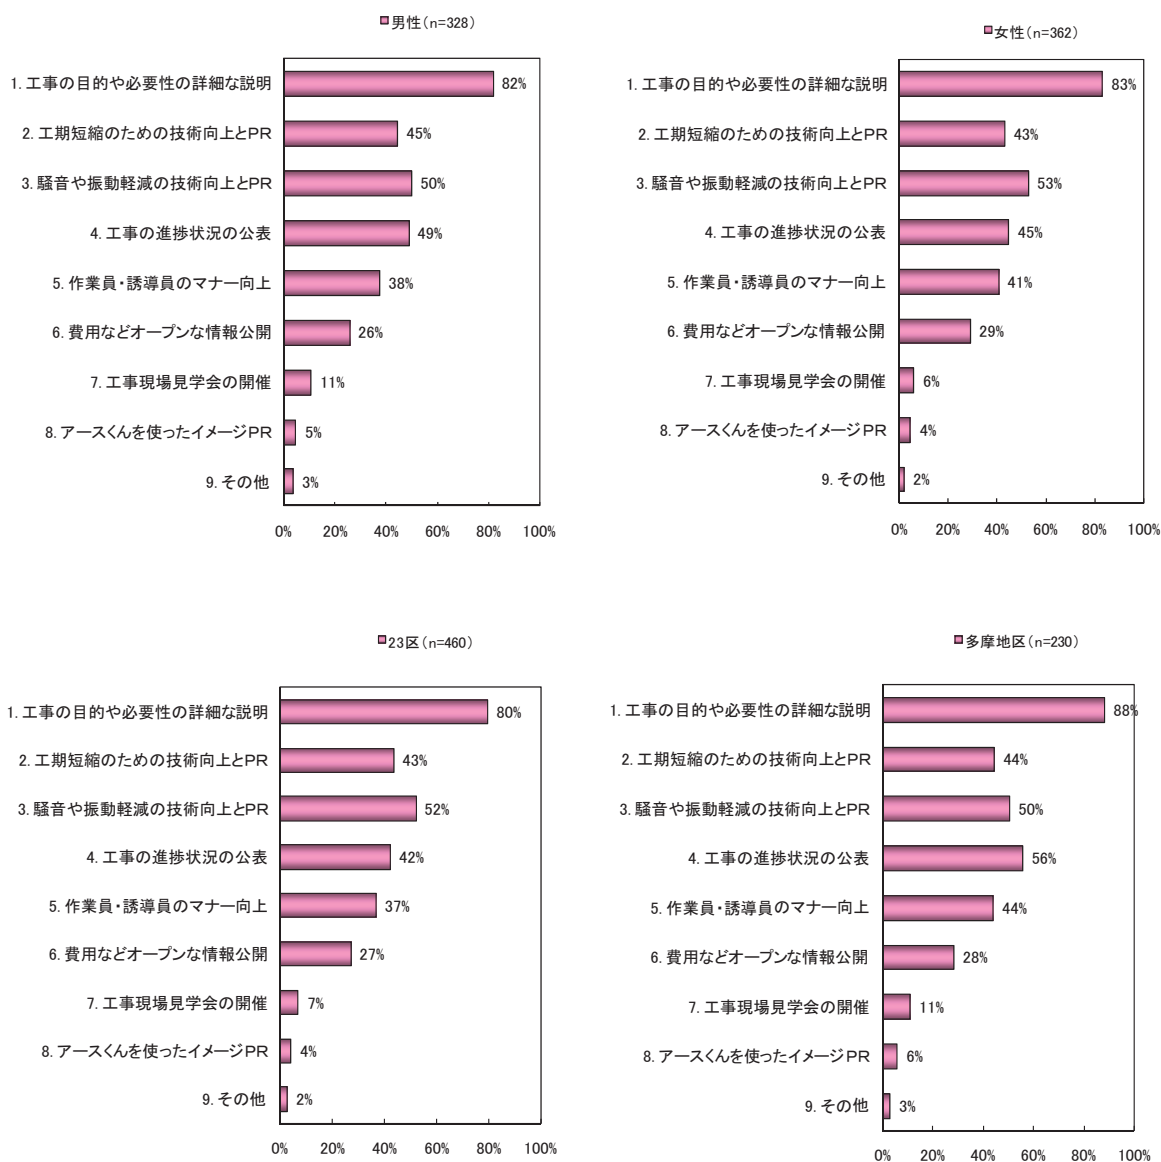 男性(n=328)
1. 工事の目的や必要性の詳細な説明 82%
2. 工期短縮のための技術向上とPR 45%
3. 騒音や振動軽減の技術向上とPR 50%
4. 工事の進捗状況の公表 49%
5. 作業員・誘導員のマナー向上 38%
6. 費用などオープンな情報公開 26%
7. 工事現場見学会の開催 11%
8. アースくんを使ったイメージPR 5%
9. その他 3%
0% 20% 40% 60% 80% 100%
女性(n=362)
1. 工事の目的や必要性の詳細な説明 83%
2. 工期短縮のための技術向上とPR 43%
3. 騒音や振動軽減の技術向上とPR 53%
4. 工事の進捗状況の公表 45%
5. 作業員・誘導員のマナー向上 41%
6. 費用などオープンな情報公開 29%
7. 工事現場見学会の開催 6%
8. アースくんを使ったイメージPR 4%
9. その他 2%
0% 20% 40% 60% 80% 100%
23区(n=460)
1. 工事の目的や必要性の詳細な説明 80%
2. 工期短縮のための技術向上とPR 43%
3. 騒音や振動軽減の技術向上とPR 52%
4. 工事の進捗状況の公表 42%
5. 作業員・誘導員のマナー向上 37%
6. 費用などオープンな情報公開 27%
7. 工事現場見学会の開催 7%
8. アースくんを使ったイメージPR 4%
9. その他 2%
0% 20% 40% 60% 80% 100%
多摩地区(n=230)
1. 工事の目的や必要性の詳細な説明 88%
2. 工期短縮のための技術向上とPR 44%
3. 騒音や振動軽減の技術向上とPR 50%
4. 工事の進捗状況の公表 56%
5. 作業員・誘導員のマナー向上 44%
6. 費用などオープンな情報公開 28%
7. 工事現場見学会の開催 11%
8. アースくんを使ったイメージPR 6%
9. その他 3%
0% 20% 40% 60% 80% 100%